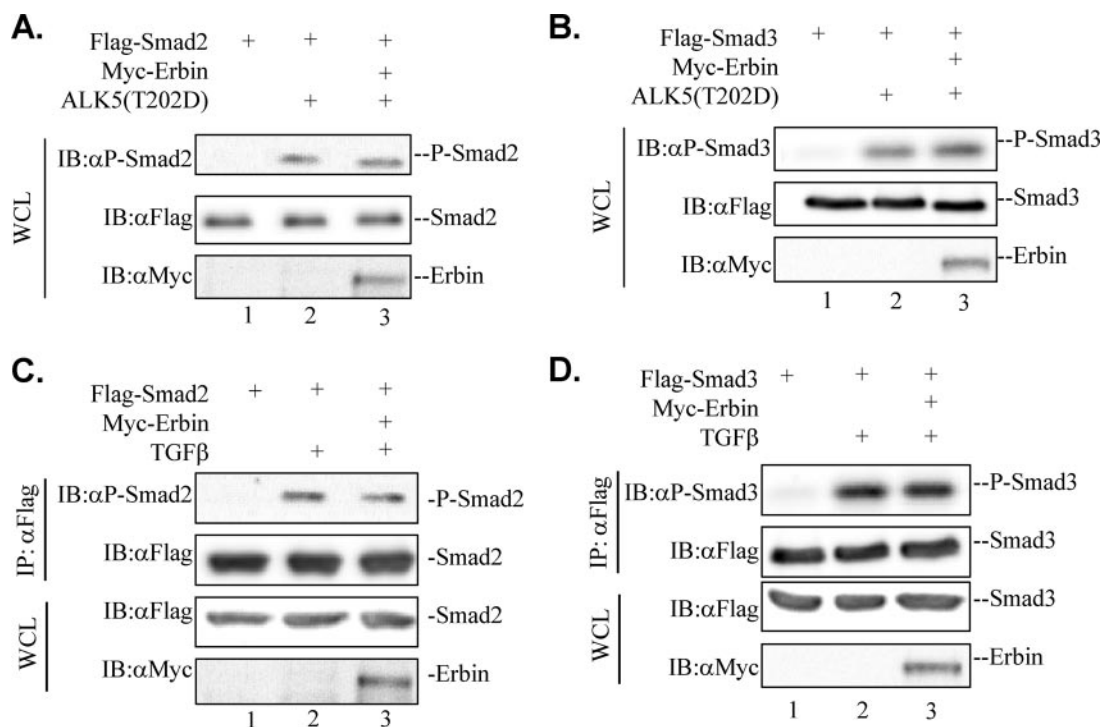 A.
Flag-Smad2 + + +
Myc-Erbin +
ALK5(T202D) + +
WCL
IB:αP-Smad2 --P-Smad2
IB:αFlag --Smad2
IB:αMyc --Erbin
1 2 3
B.
Flag-Smad3 + + +
Myc-Erbin +
ALK5(T202D) + +
WCL
IB:αP-Smad3 --P-Smad3
IB:αFlag --Smad3
IB:αMyc --Erbin
1 2 3
C.
Flag-Smad2 + + +
Myc-Erbin +
TGFβ + +
IP: αFlag
IB:αP-Smad2 -P-Smad2
IB:αFlag -Smad2
WCL
IB:αFlag -Smad2
IB:αMyc -Erbin
1 2 3
D.
Flag-Smad3 + + +
Myc-Erbin +
TGFβ + +
IP: αFlag
IB:αP-Smad3 --P-Smad3
IB:αFlag --Smad3
WCL
IB:αFlag --Smad3
IB:αMyc --Erbin
1 2 3